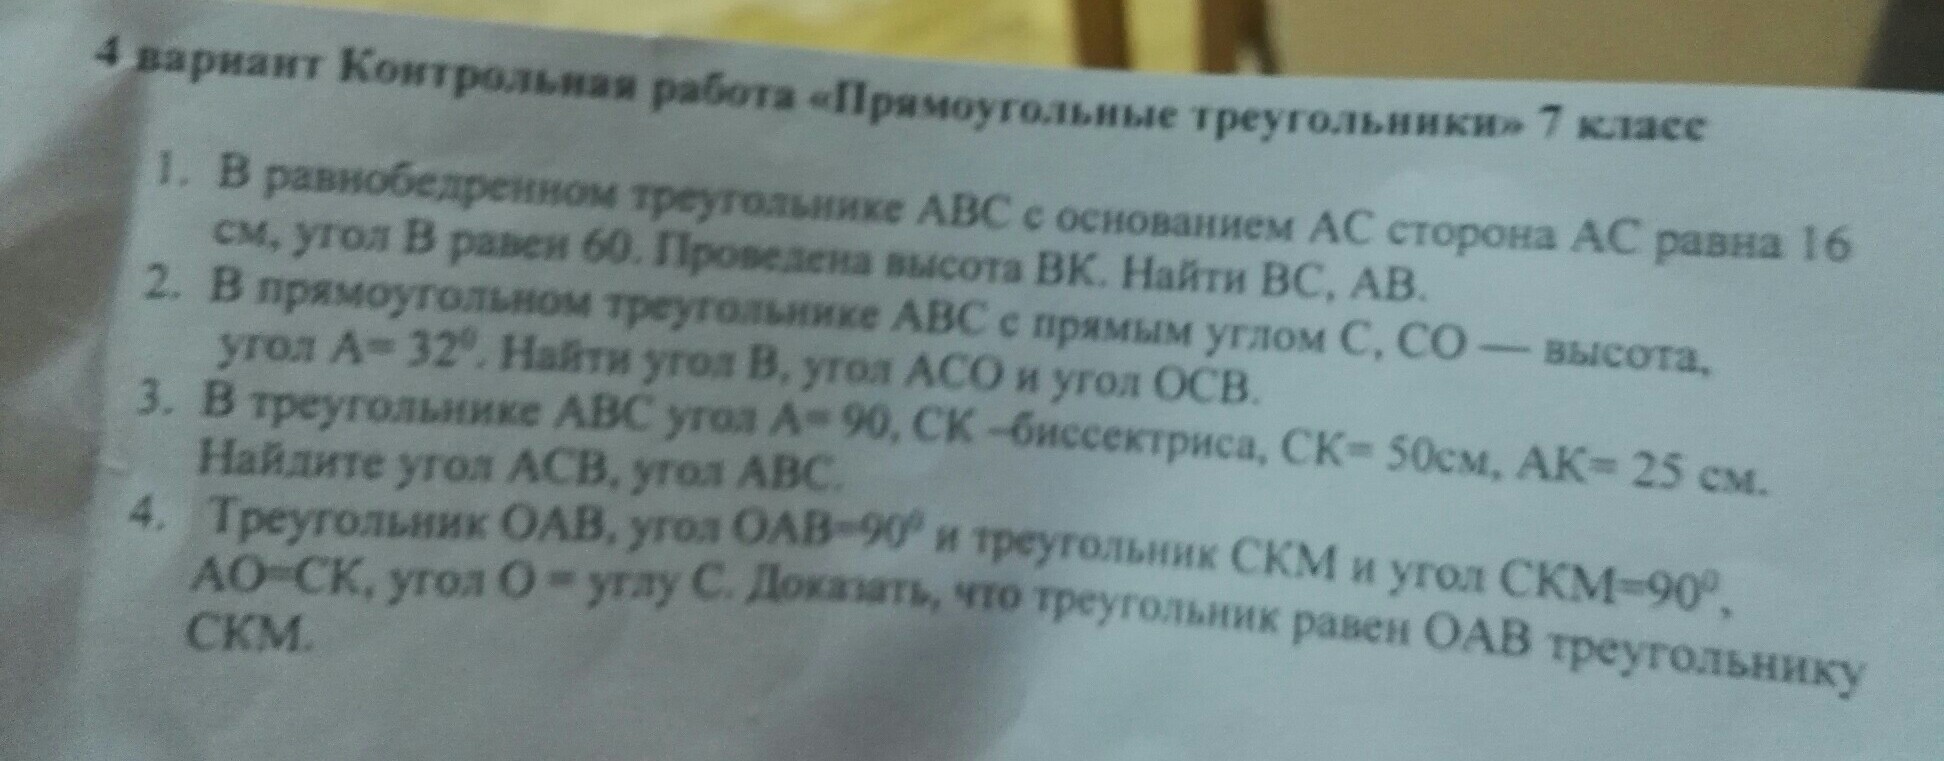 4 вариант Контрольная работа «Прямоугольные треугольники» 7 класс
1. В равнобедренном треугольнике АВС с основанием АС сторона АС равна 16
см, угол В равен 60. Проведена высота ВК. Найти ВС, АВ.
2. В прямоугольном треугольнике АВС с прямым углом С, СО — высота,
угол А= 32⁰. Найти угол В, угол АСО и угол ОСВ.
3. В треугольнике АВС угол А= 90, СК –биссектриса, СК= 50см, АК= 25 см.
Найдите угол АСВ, угол АВС.
4. Треугольник ОАВ, угол ОАВ=90⁰ и треугольник СКМ и угол СКМ=90⁰,
АО=СК, угол О = углу С. Доказать, что треугольник равен ОАВ треугольнику
СКМ.